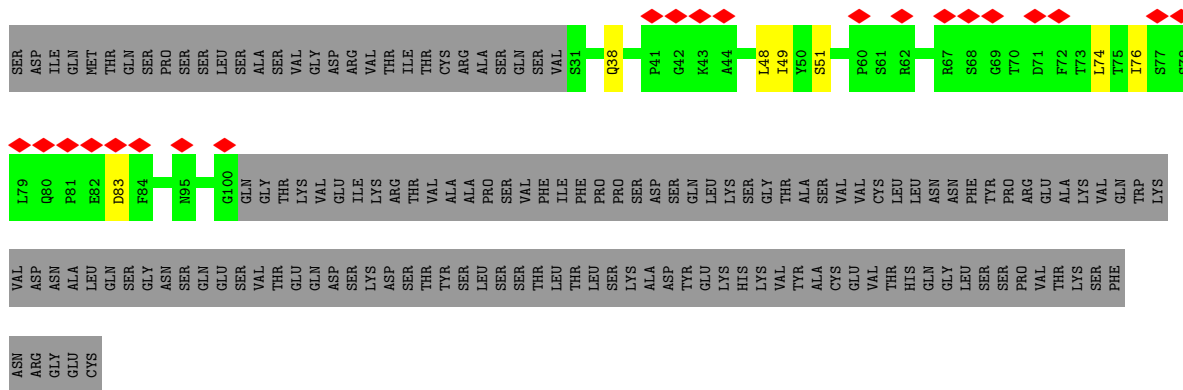 SER ASP ILE GLN MET THR GLN SER PRO SER SER LEU SER ALA SER VAL GLY ASP ARG VAL THR ILE THR CYS ARG ALA SER GLN SER VAL S31 Q38 P41 G42 K43 A44 L48 I49 Y50 S51 P60 S61 R62 R67 S68 G69 T70 D71 F72 T73 L74 T75 I76 S77
L79 Q80 P81 E82 D83 F84 N95 G100 GLN GLY THR LYS VAL GLU ILE LYS ARG THR VAL ALA ALA PRO SER VAL PHE ILE PHE PRO PRO SER ASP SER GLN LEU LYS SER GLY THR ALA SER VAL VAL CYS LEU LEU ASN ASN PHE TYR PRO ARG GLU ALA LYS VAL GLN TRP LYS
VAL ASP ASN ALA LEU GLN SER GLY ASN SER GLN GLU SER VAL THR GLU GLN ASP SER LYS ASP SER THR TYR SER LEU SER SER THR LEU THR LEU SER LYS ALA ASP TYR GLU LYS HIS LYS VAL TYR ALA CYS GLU VAL THR HIS GLN GLY LEU SER SER PRO VAL THR LYS SER PHE
ASN ARG GLY GLU CYS